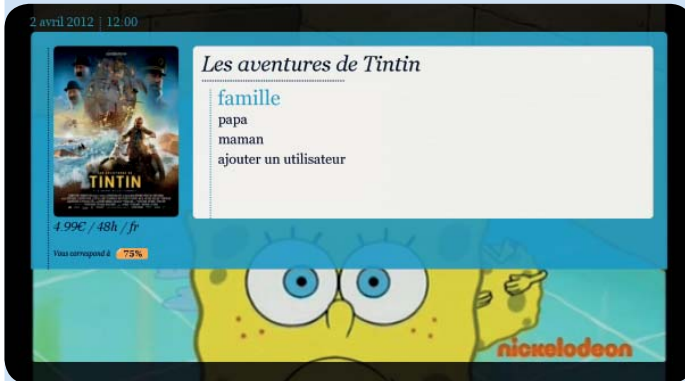 2 avril 2012 | 12:00
Les aventures de Tintin
famille
papa
maman
ajouter un utilisateur
TINTIN
4.99€ / 48h / fr
Vous correspond à 75%
nickelodeon